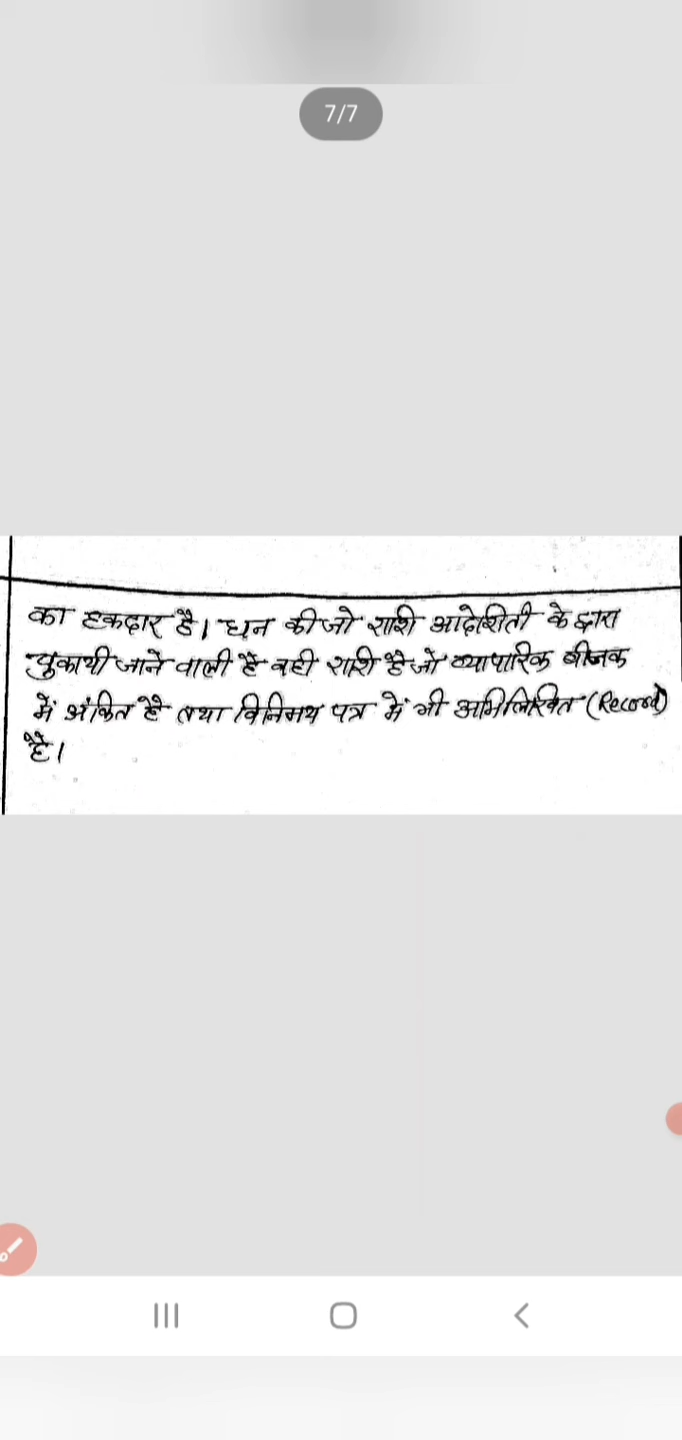 7/7
का हकदार है। धन की जो राशि आदेशिती के द्वारा
चुकायी जाने वाली है वही राशी है जो व्यापारिक बीजक
में अंकित है तथा विनिमय पत्र में भी अभिलिखित (Record)
है।